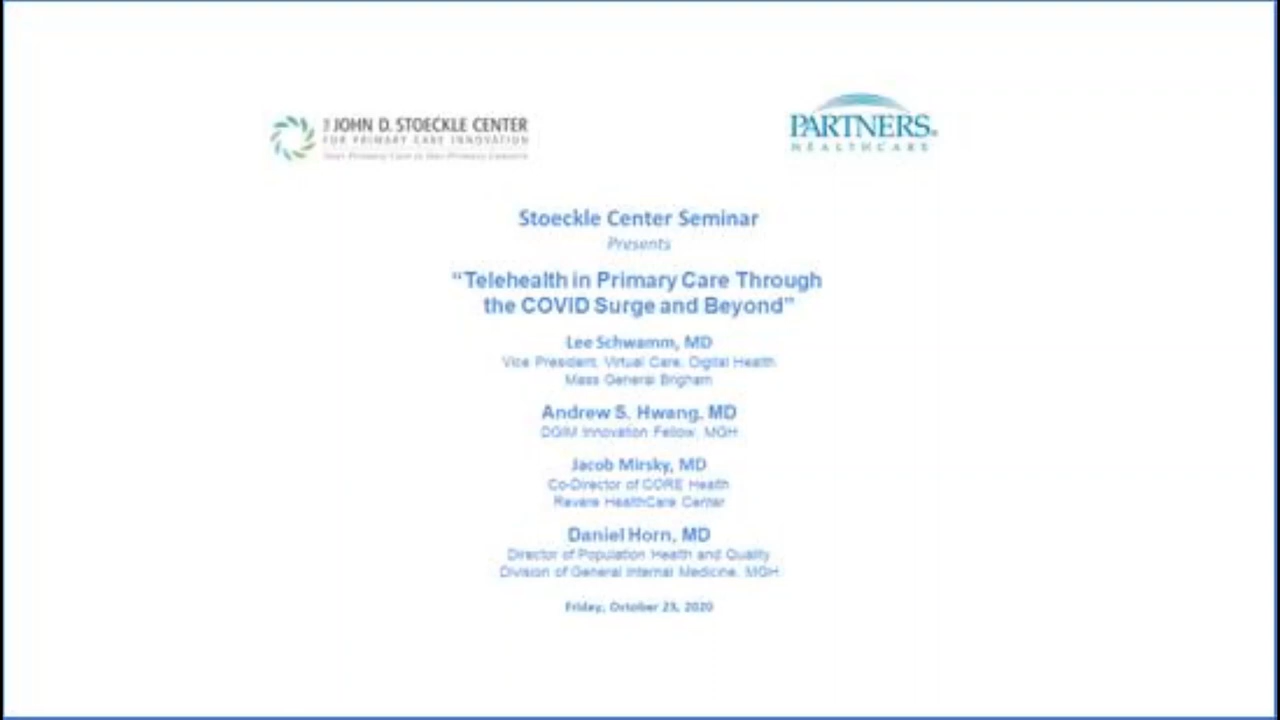 THE JOHN D. STOECKLE CENTER
FOR PRIMARY CARE INNOVATION
PARTNERS®
HEALTHCARE
Stoeckle Center Seminar
Presents
“Telehealth in Primary Care Through
the COVID Surge and Beyond”
Lee Schwamm, MD
Vice President, Virtual Care, Digital Health
Mass General Brigham
Andrew S. Hwang, MD
DGIM Innovation Fellow, MGH
Jacob Mirsky, MD
Co-Director of CORE Health
Revere HealthCare Center
Daniel Horn, MD
Director of Population Health and Quality
Division of General Internal Medicine, MGH
Friday, October 23, 2020